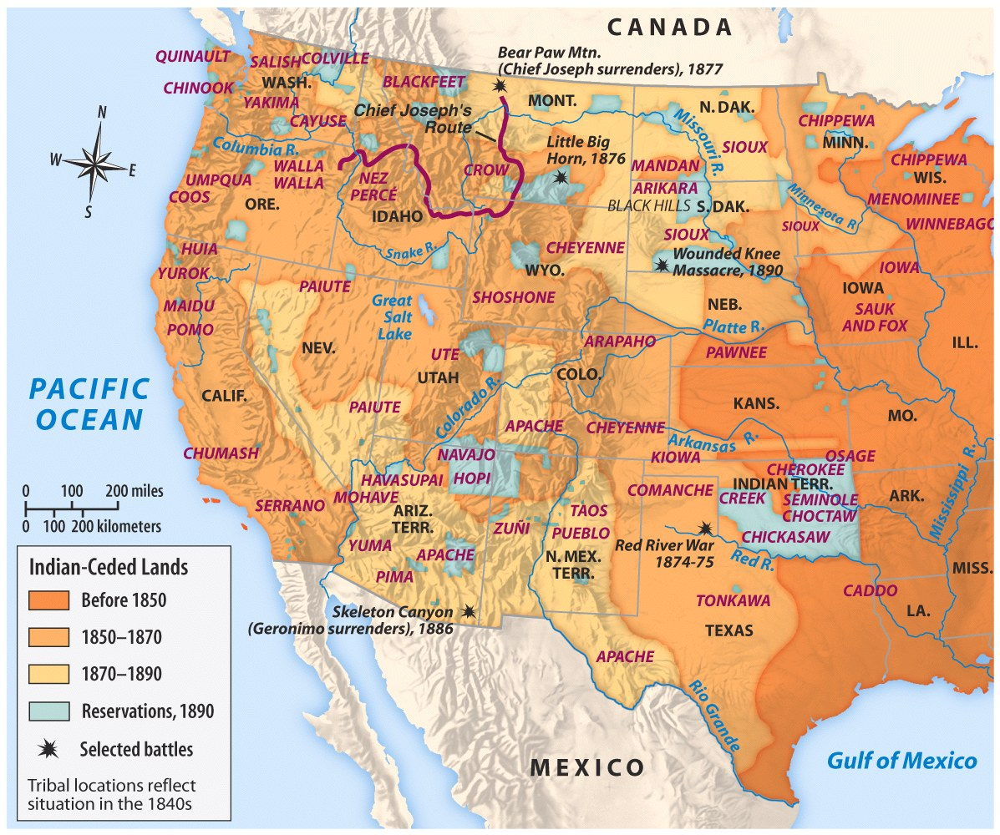 CANADA
Bear Paw Mtn.
(Chief Joseph surrenders), 1877
QUINAULT
SALISH
COLVILLE
WASH.
CHINOOK
YAKIMA
BLACKFEET
MONT.
N. DAK.
Missouri R.
CHIPPEWA
MINN.
N
W
E
S
CAYUSE
Chief Joseph's
Route
Little Big
Horn, 1876
SIOUX
CHIPPEWA
WIS.
Columbia R.
WALLA
WALLA
NEZ
PERCÉ
CROW
MANDAN
ARIKARA
UMPQUA
COOS
ORE.
IDAHO
BLACK HILLS
S. DAK.
Minnesota R.
MENOMINEE
WINNEBAGO
SIOUX
SIOUX
HUIA
Snake R.
CHEYENNE
WYO.
Wounded Knee
Massacre, 1890
IOWA
YUROK
PAIUTE
SHOSHONE
IOWA
MAIDU
Great
Salt
Lake
NEB.
SAUK
AND FOX
POMO
NEV.
Platte R.
ARAPAHO
PAWNEE
ILL.
UTE
UTAH
COLO.
PACIFIC
OCEAN
CALIF.
PAIUTE
Colorado R.
KANS.
MO.
APACHE
CHEYENNE
Arkansas R.
CHUMASH
NAVAJO
KIOWA
OSAGE
CHEROKEE
Mississippi R.
0 100 200 miles
0 100 200 kilometers
HAVASUPAI
HOPI
COMANCHE
INDIAN TERR.
MOHAVE
CREEK
SEMINOLE
ARK.
SERRANO
ARIZ.
TERR.
TAOS
CHOCTAW
ZUÑI
PUEBLO
CHICKASAW
YUMA
APACHE
N. MEX.
TERR.
Red River War
1874-75
Red R.
MISS.
PIMA
CADDO
Skeleton Canyon
(Geronimo surrenders), 1886
TONKAWA
LA.
TEXAS
APACHE
Rio Grande
MEXICO
Gulf of Mexico
Indian-Ceded Lands
Before 1850
1850–1870
1870–1890
Reservations, 1890
Selected battles
Tribal locations reflect
situation in the 1840s